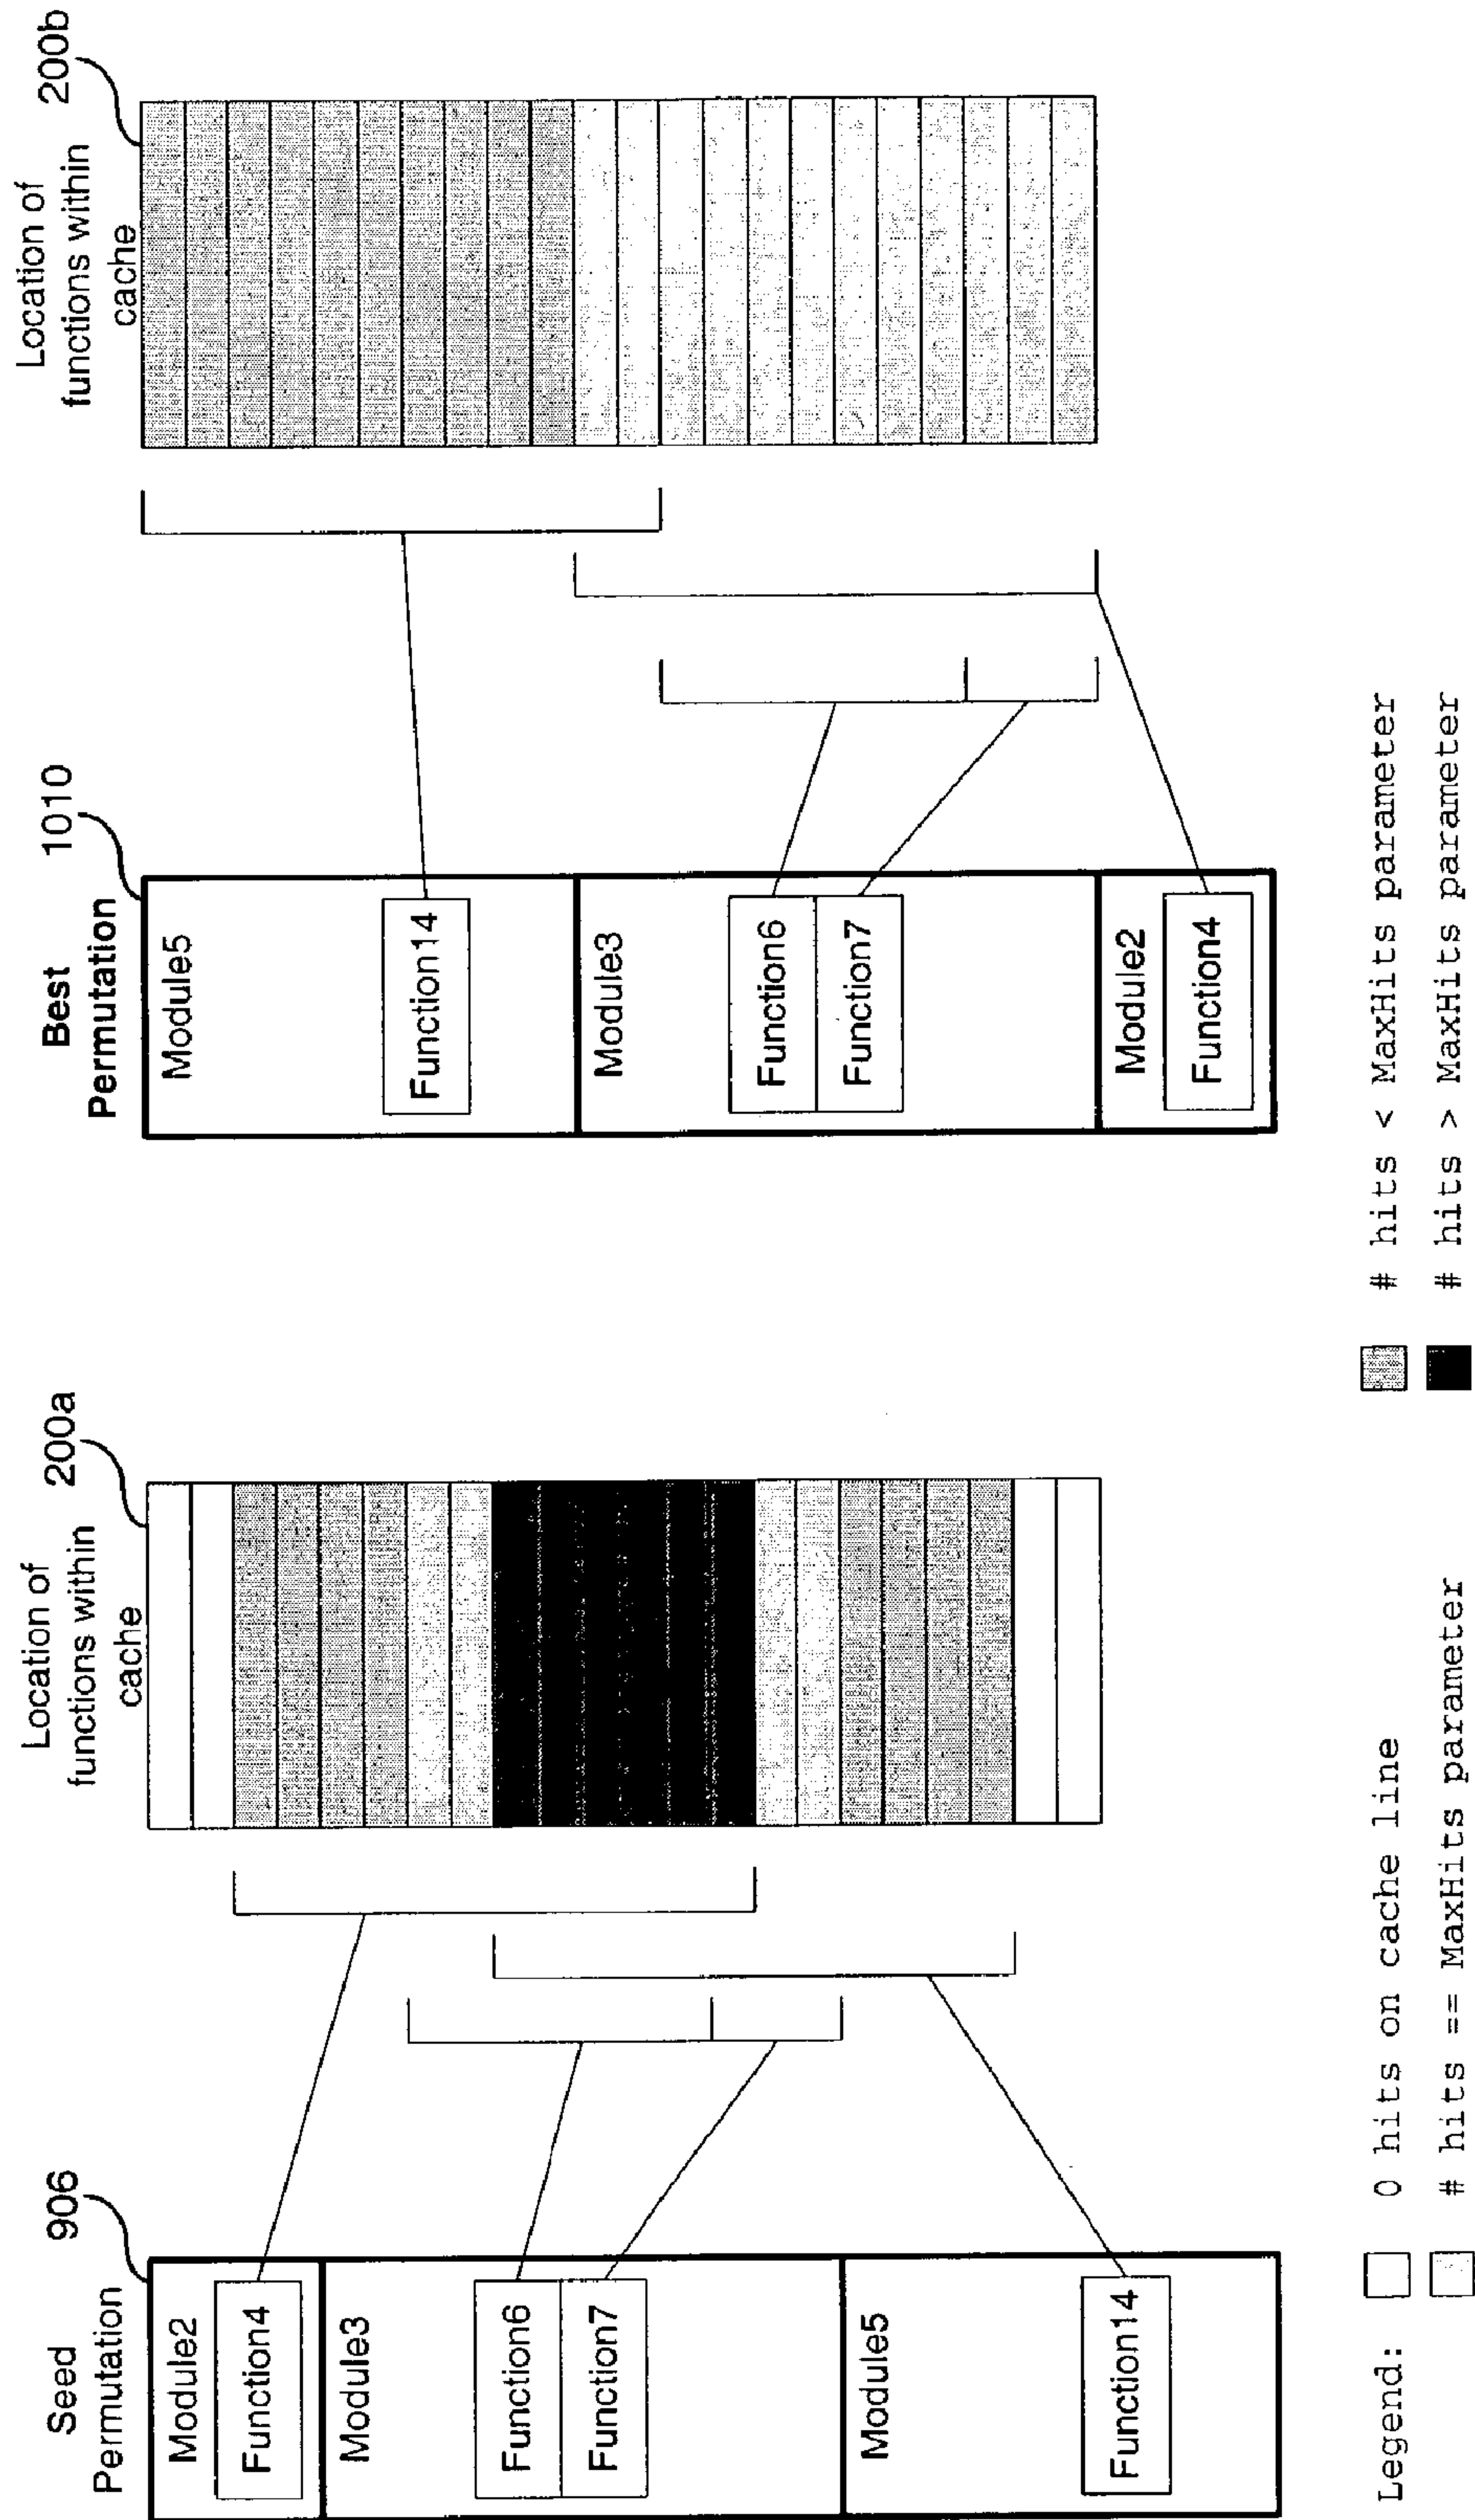 Seed
Permutation
906
Module2
Function4
Module3
Function6
Function7
Module5
Function14
Location of
functions within
cache
200a
Best
Permutation
1010
Module5
Function14
Module3
Function6
Function7
Module2
Function4
Location of
functions within
cache
200b
Legend:
0 hits on cache line
# hits < MaxHits parameter
# hits == MaxHits parameter
# hits > MaxHits parameter